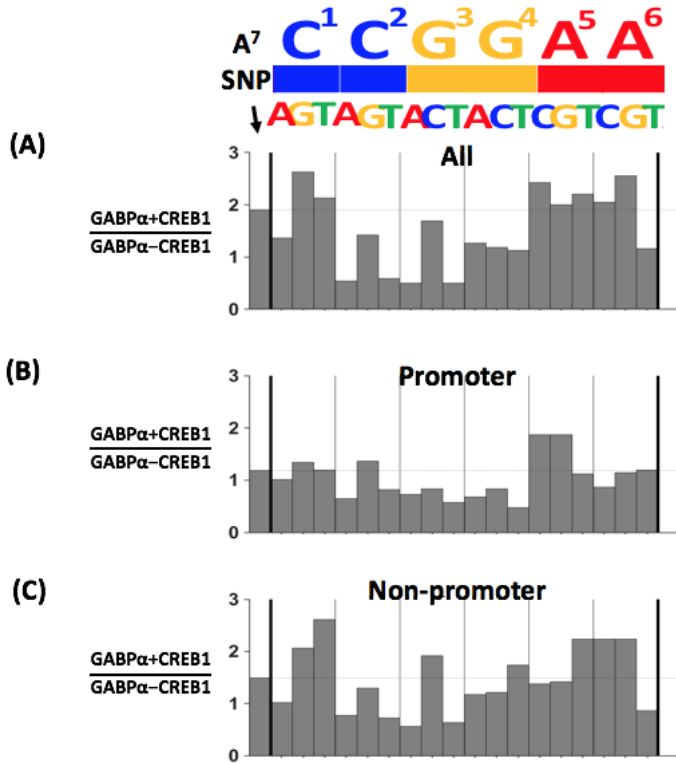 A⁷ C¹ C² G³ G⁴ A⁵ A⁶
SNP
AGTAGTACTACTCGTCGT
(A)
All
3
2
1
0
GABPα+CREB1
GABPα−CREB1
(B)
Promoter
3
2
1
0
GABPα+CREB1
GABPα−CREB1
(C)
Non-promoter
3
2
1
0
GABPα+CREB1
GABPα−CREB1